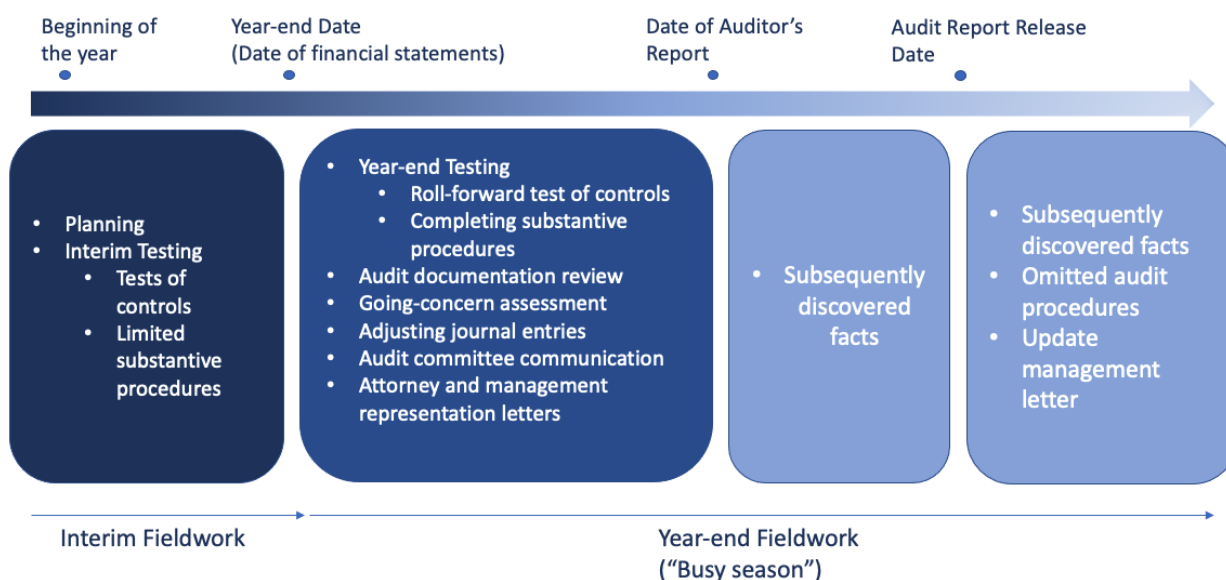 Beginning of
the year
Year-end Date
(Date of financial statements)
Date of Auditor's
Report
Audit Report Release
Date
• Planning
• Interim Testing
• Tests of
controls
• Limited
substantive
procedures
• Year-end Testing
• Roll-forward test of controls
• Completing substantive
procedures
• Audit documentation review
• Going-concern assessment
• Adjusting journal entries
• Audit committee communication
• Attorney and management
representation letters
• Subsequently
discovered
facts
• Subsequently
discovered facts
• Omitted audit
procedures
• Update
management
letter
Interim Fieldwork
Year-end Fieldwork
("Busy season")